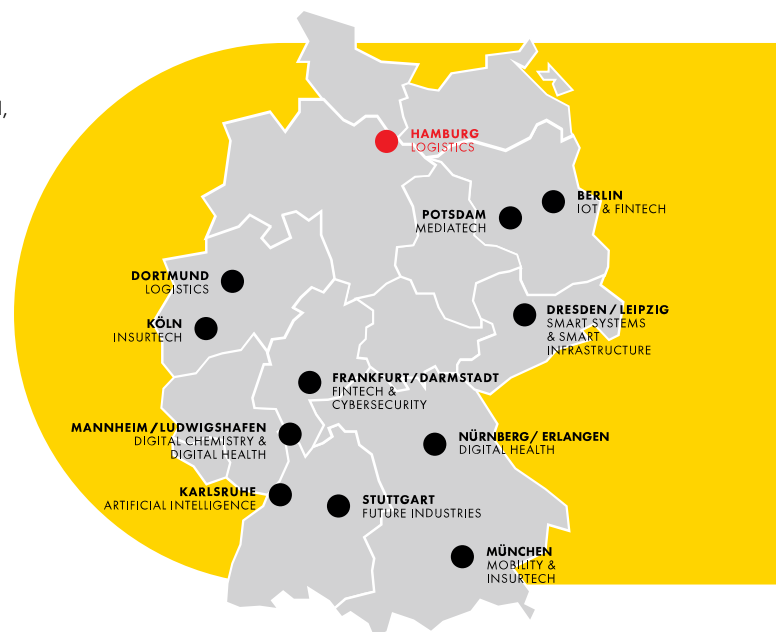 l,
HAMBURG
LOGISTICS
BERLIN
IOT & FINTECH
POTSDAM
MEDIATECH
DORTMUND
LOGISTICS
DRESDEN / LEIPZIG
SMART SYSTEMS
& SMART
INFRASTRUCTURE
KÖLN
INSURTECH
FRANKFURT/DARMSTADT
FINTECH &
CYBERSECURITY
MANNHEIM/LUDWIGSHAFEN
DIGITAL CHEMISTRY &
DIGITAL HEALTH
NÜRNBERG/ ERLANGEN
DIGITAL HEALTH
KARLSRUHE
ARTIFICIAL INTELLIGENCE
STUTTGART
FUTURE INDUSTRIES
MÜNCHEN
MOBILITY &
INSURTECH